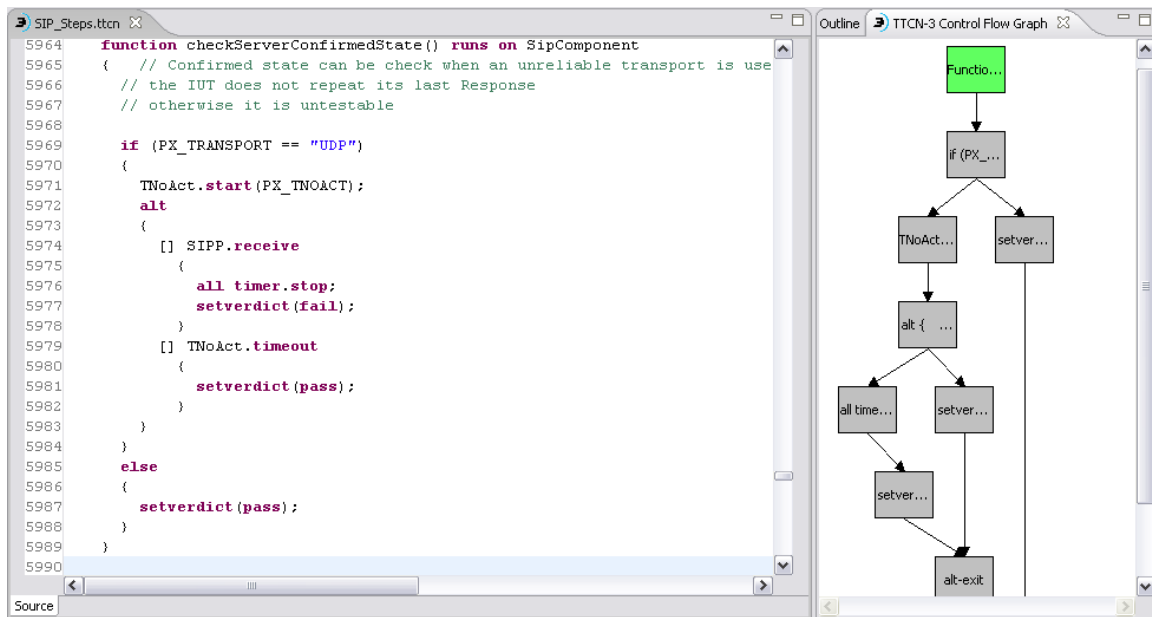 SIP_Steps.ttcn
5964 function checkServerConfirmedState() runs on SipComponent
5965 { // Confirmed state can be check when an unreliable transport is use
5966 // the IUT does not repeat its last Response
5967 // otherwise it is untestable
5968
5969 if (PX_TRANSPORT == "UDP")
5970 {
5971 TNoAct.start(PX_TNOACT);
5972 alt
5973 {
5974 [] SIPP.receive
5975 {
5976 all timer.stop;
5977 setverdict(fail);
5978 }
5979 [] TNoAct.timeout
5980 {
5981 setverdict(pass);
5982 }
5983 }
5984 }
5985 else
5986 {
5987 setverdict(pass);
5988 }
5989 }
5990
Source
Outline TTCN-3 Control Flow Graph
Functio...
if (PX_...
TNoAct...
setver...
alt { ...
all time...
setver...
setver...
alt-exit